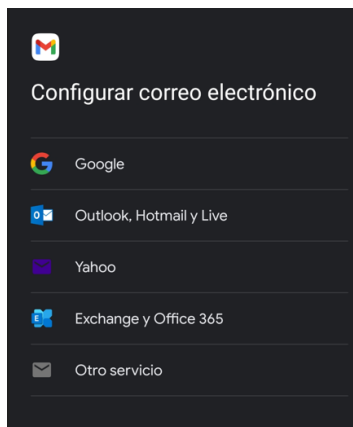 Configurar correo electrónico
Google
Outlook, Hotmail y Live
Yahoo
Exchange y Office 365
Otro servicio